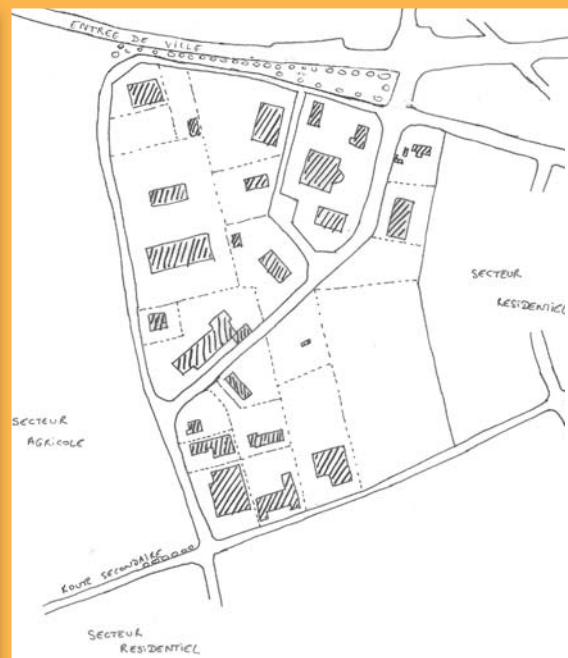 ENTREE DE VILLE
SECTEUR
RESIDENTIEL
SECTEUR
AGRICOLE
ROUTE SECONDAIRE
SECTEUR
RESIDENTIEL